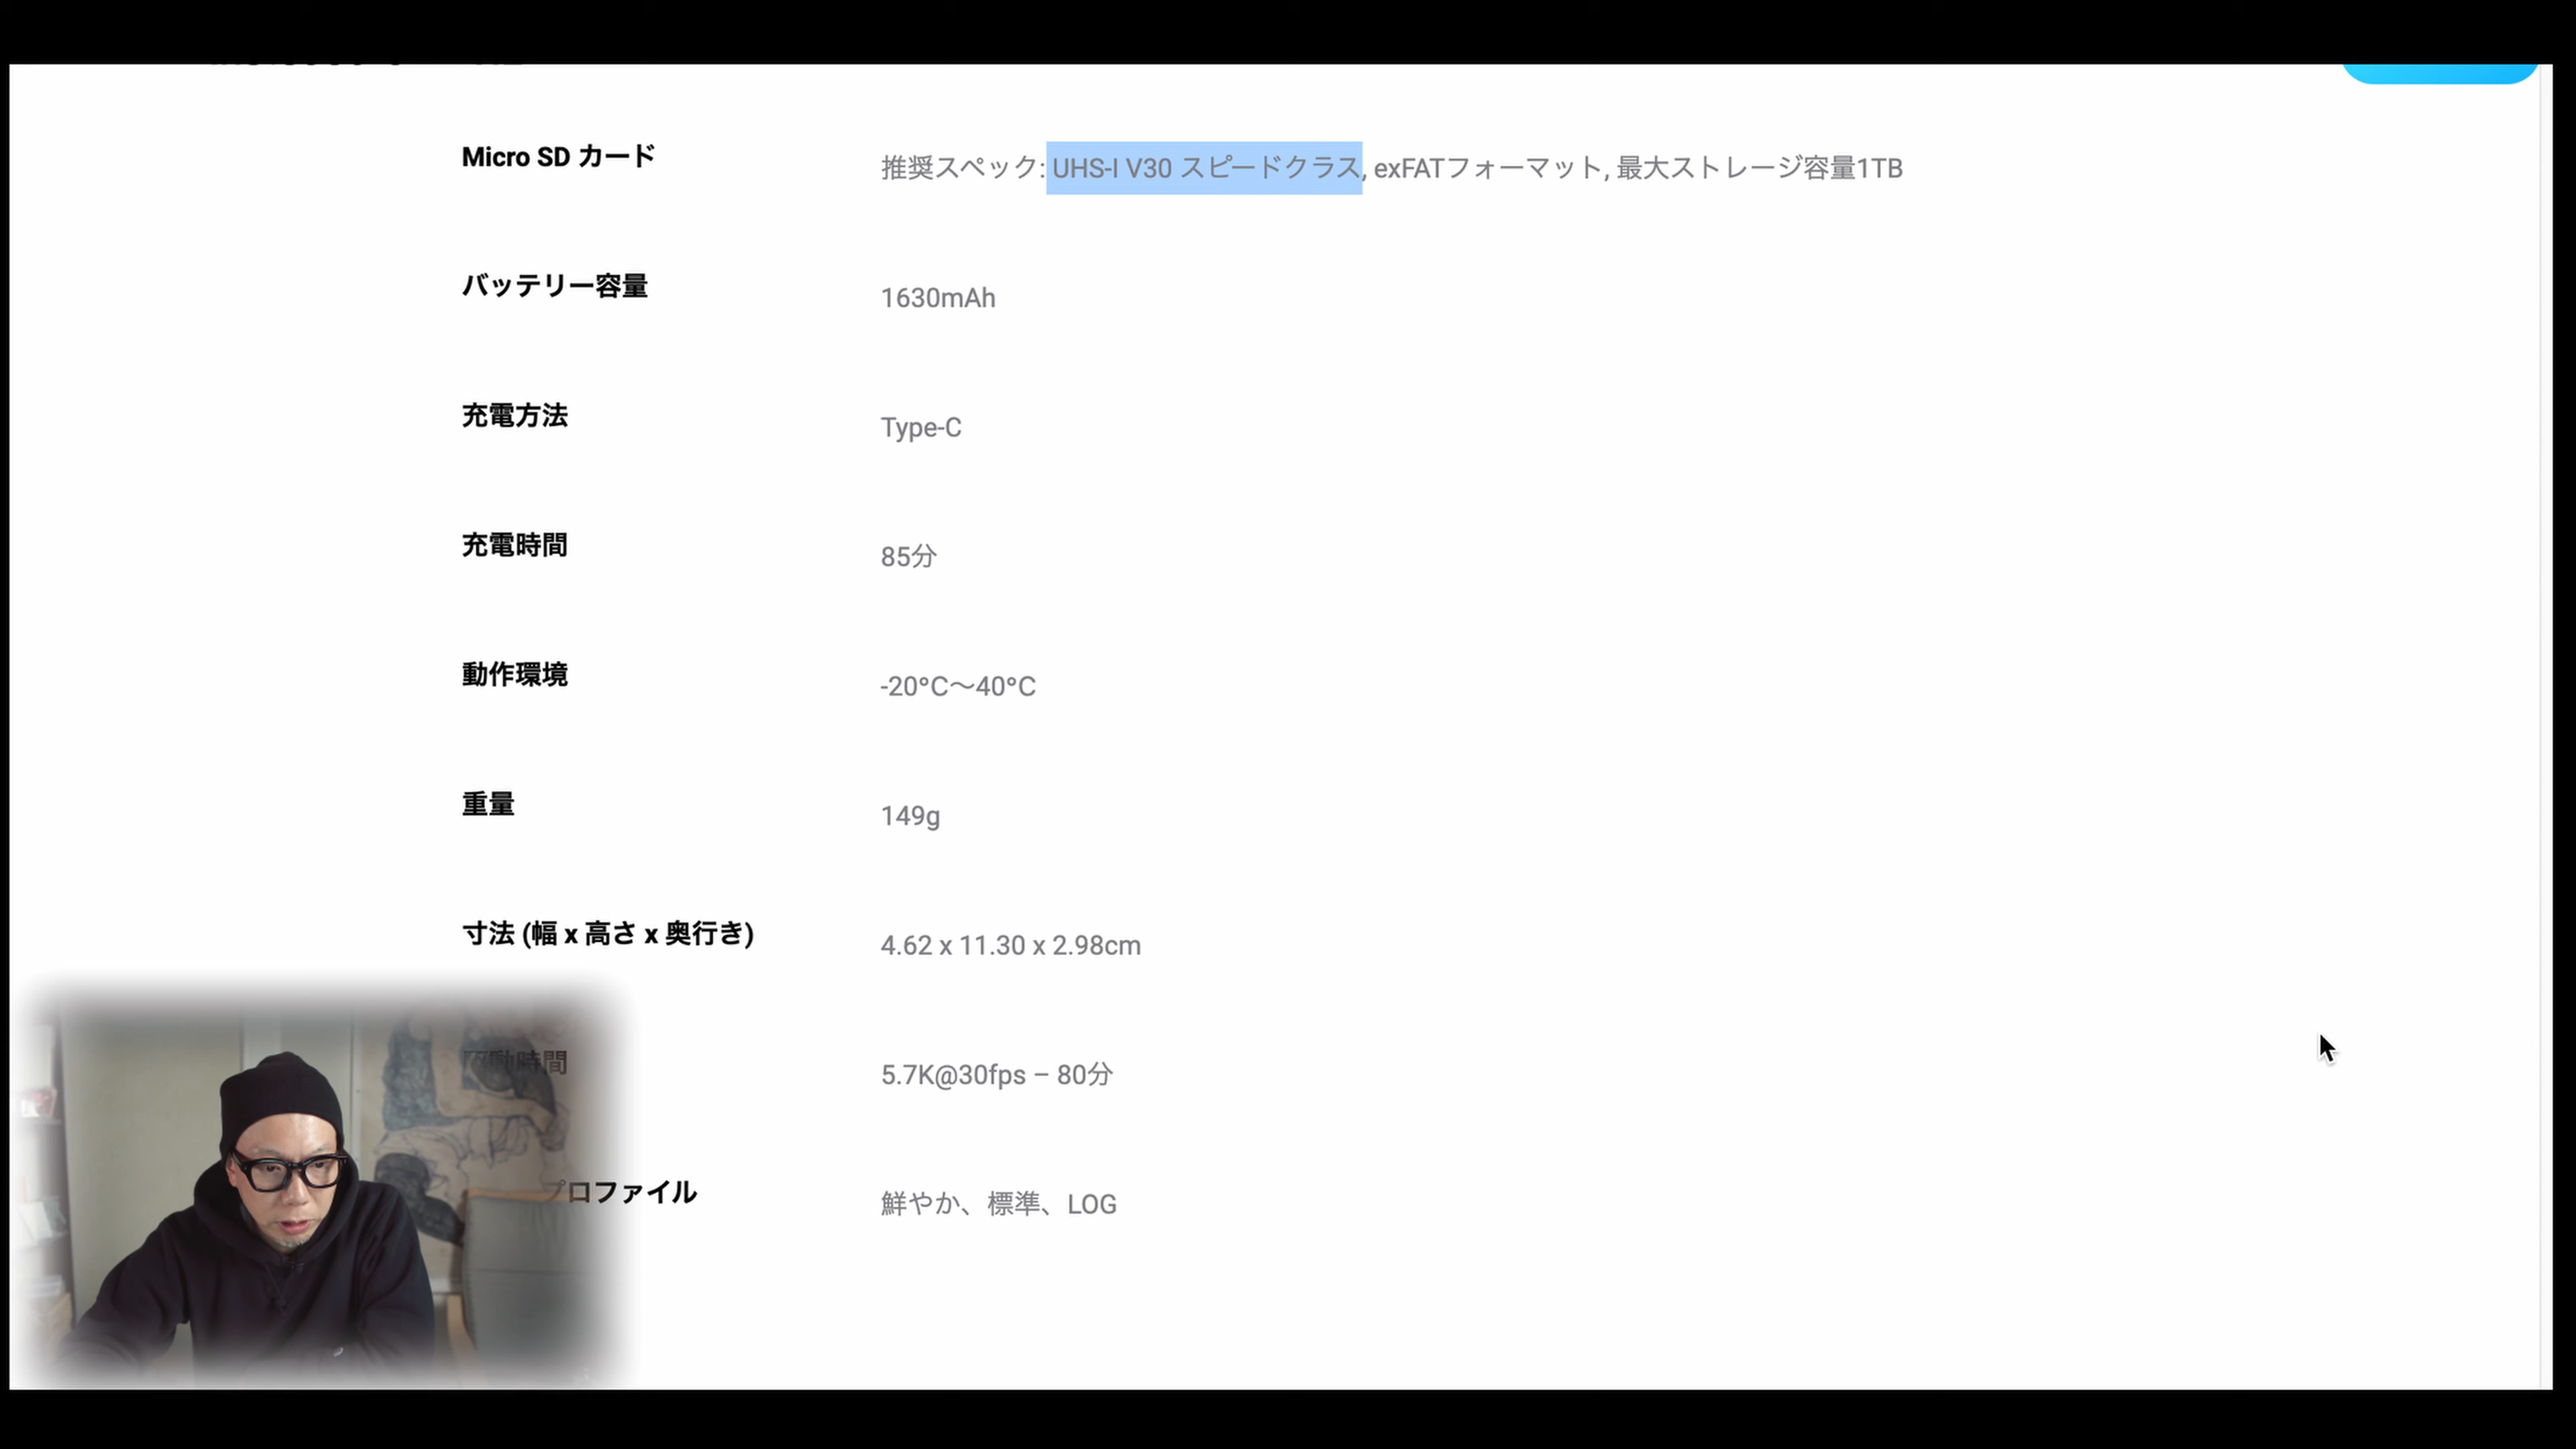 Micro SD カード
推奨スペック: UHS-I V30 スピードクラス, exFATフォーマット, 最大ストレージ容量1TB
バッテリー容量
1630mAh
充電方法
Type-C
充電時間
85分
動作環境
-20°C〜40°C
重量
149g
寸法 (幅 x 高さ x 奥行き)
4.62 x 11.30 x 2.98cm
駆動時間
5.7K@30fps – 80分
プロファイル
鮮やか、標準、LOG